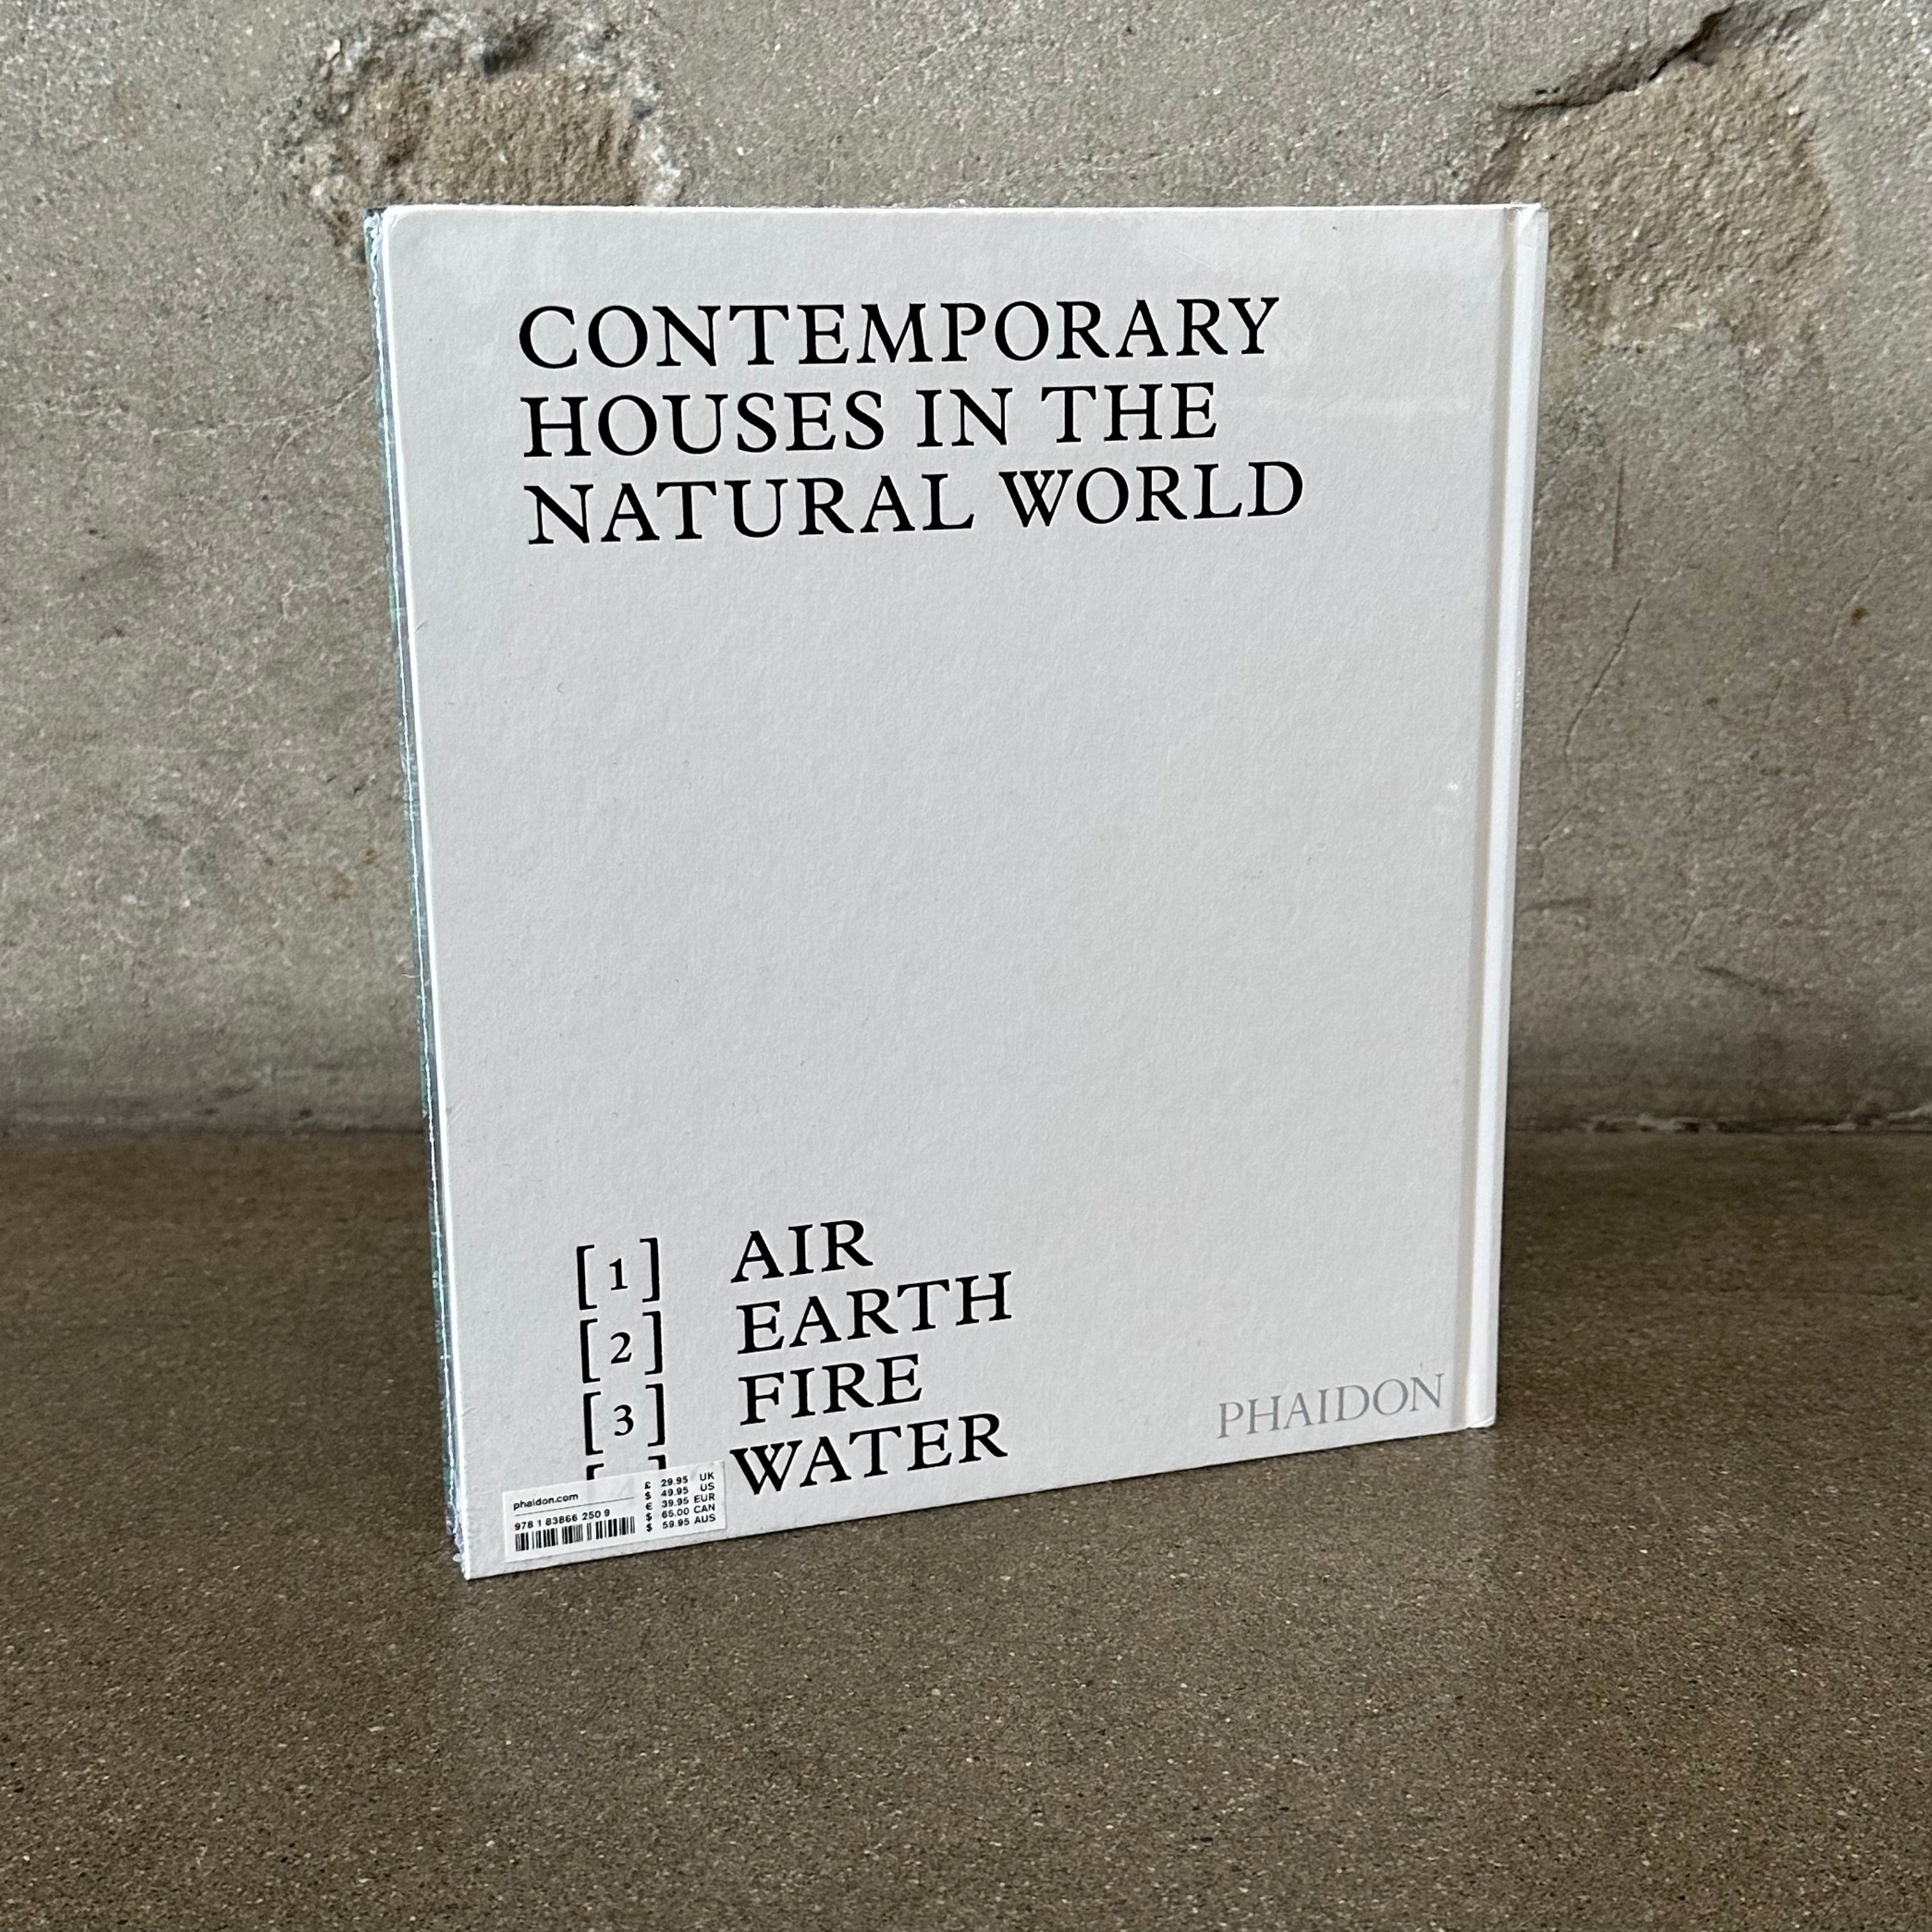 CONTEMPORARY
HOUSES IN THE
NATURAL WORLD
[1] AIR
[2] EARTH
[3] FIRE
WATER
PHAIDON
phaidon.com
978 1 83866 250 9
£ 29.95 UK
$ 49.95 US
€ 39.95 EUR
$ 65.00 CAN
$ 59.95 AUS